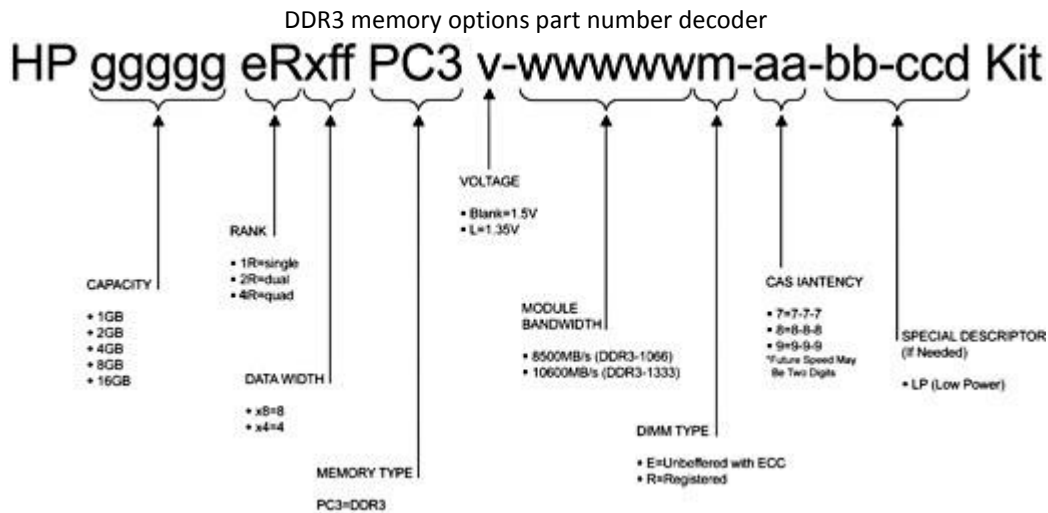 DDR3 memory options part number decoder
HP ggggg eRxff PC3 v-wwwwwm-aa-bb-ccd Kit
VOLTAGE
▪ Blank=1.5V
▪ L=1.35V
RANK
▪ 1R=single
▪ 2R=dual
▪ 4R=quad
CAPACITY
+ 1GB
+ 2GB
+ 4GB
+ 8GB
+ 16GB
CAS IANTENCY
▪ 7=7-7-7
▪ 8=8-8-8
▪ 9=9-9-9
*Future Speed May
Be Two Digits
MODULE
BANDWIDTH
▪ 8500MB/s (DDR3-1066)
▪ 10600MB/s (DDR3-1333)
SPECIAL DESCRIPTOR
(If Needed)
▪ LP (Low Power)
DATA WIDTH
+ x8=8
+ x4=4
DIMM TYPE
▪ E=Unbeffered with ECC
▪ R=Registered
MEMORY TYPE
PC3=DDR3